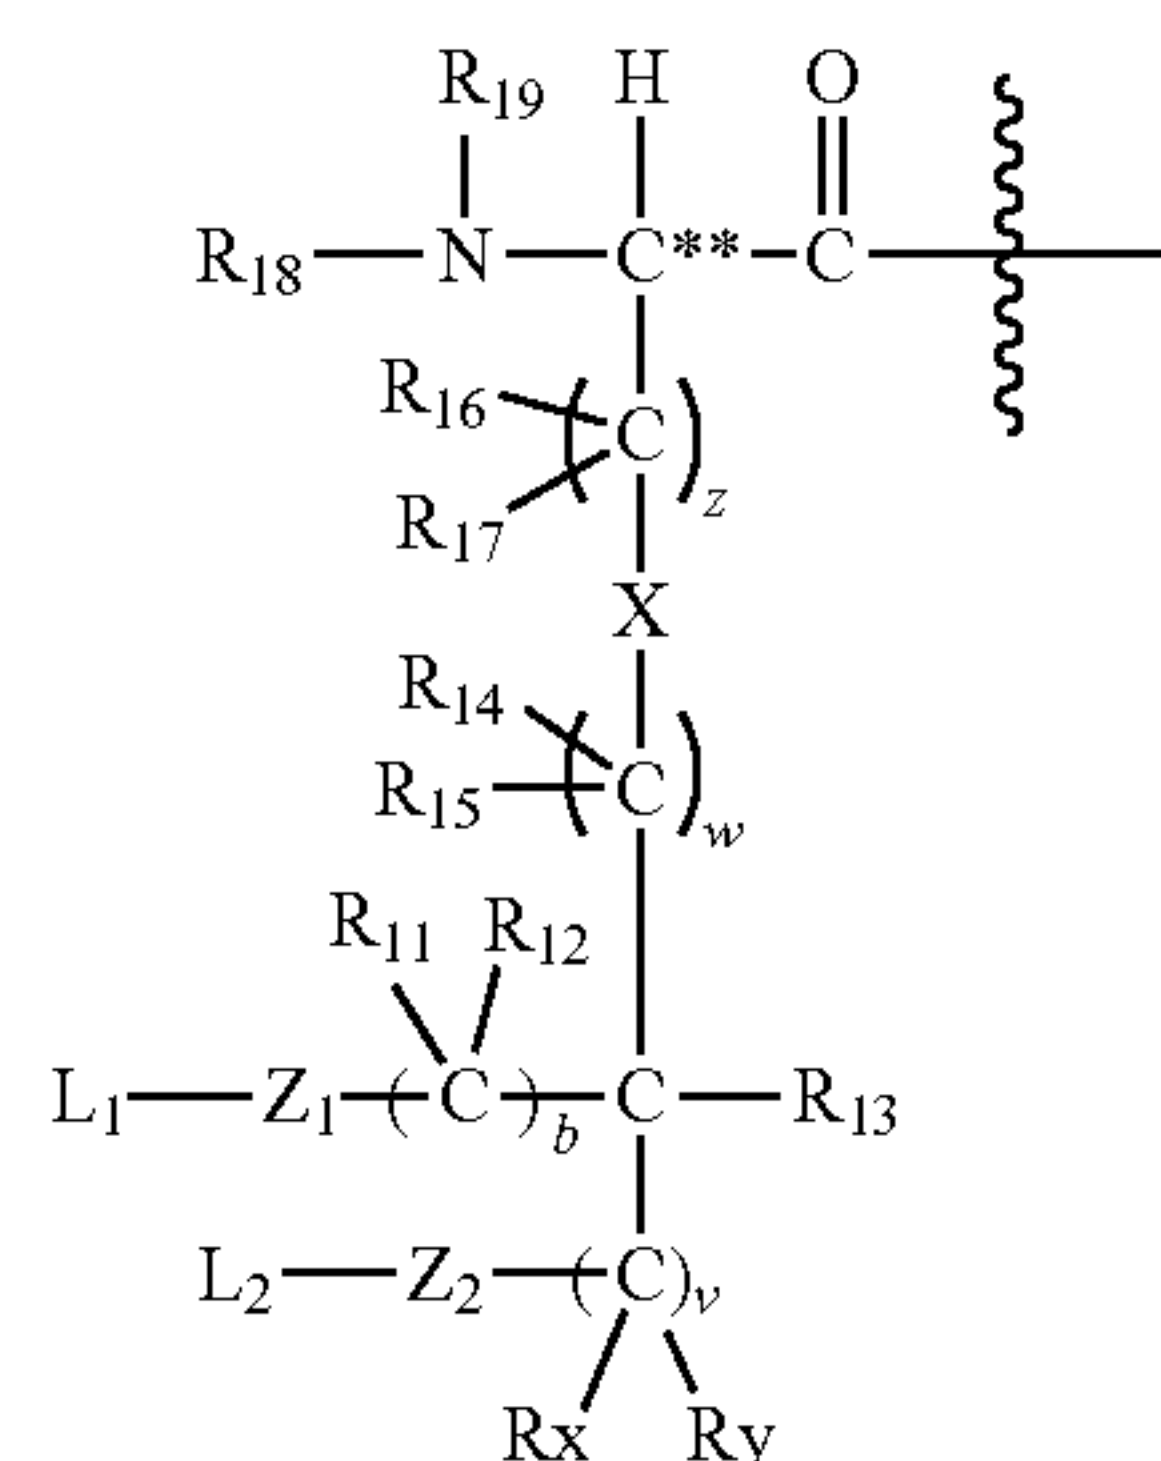 R19 H O
R18 N C** C
R16 ( C ) z
R17
X
R14
R15 ( C ) w
R11 R12
L1 Z1 ( C ) b C R13
L2 Z2 ( C ) v
Rx Ry